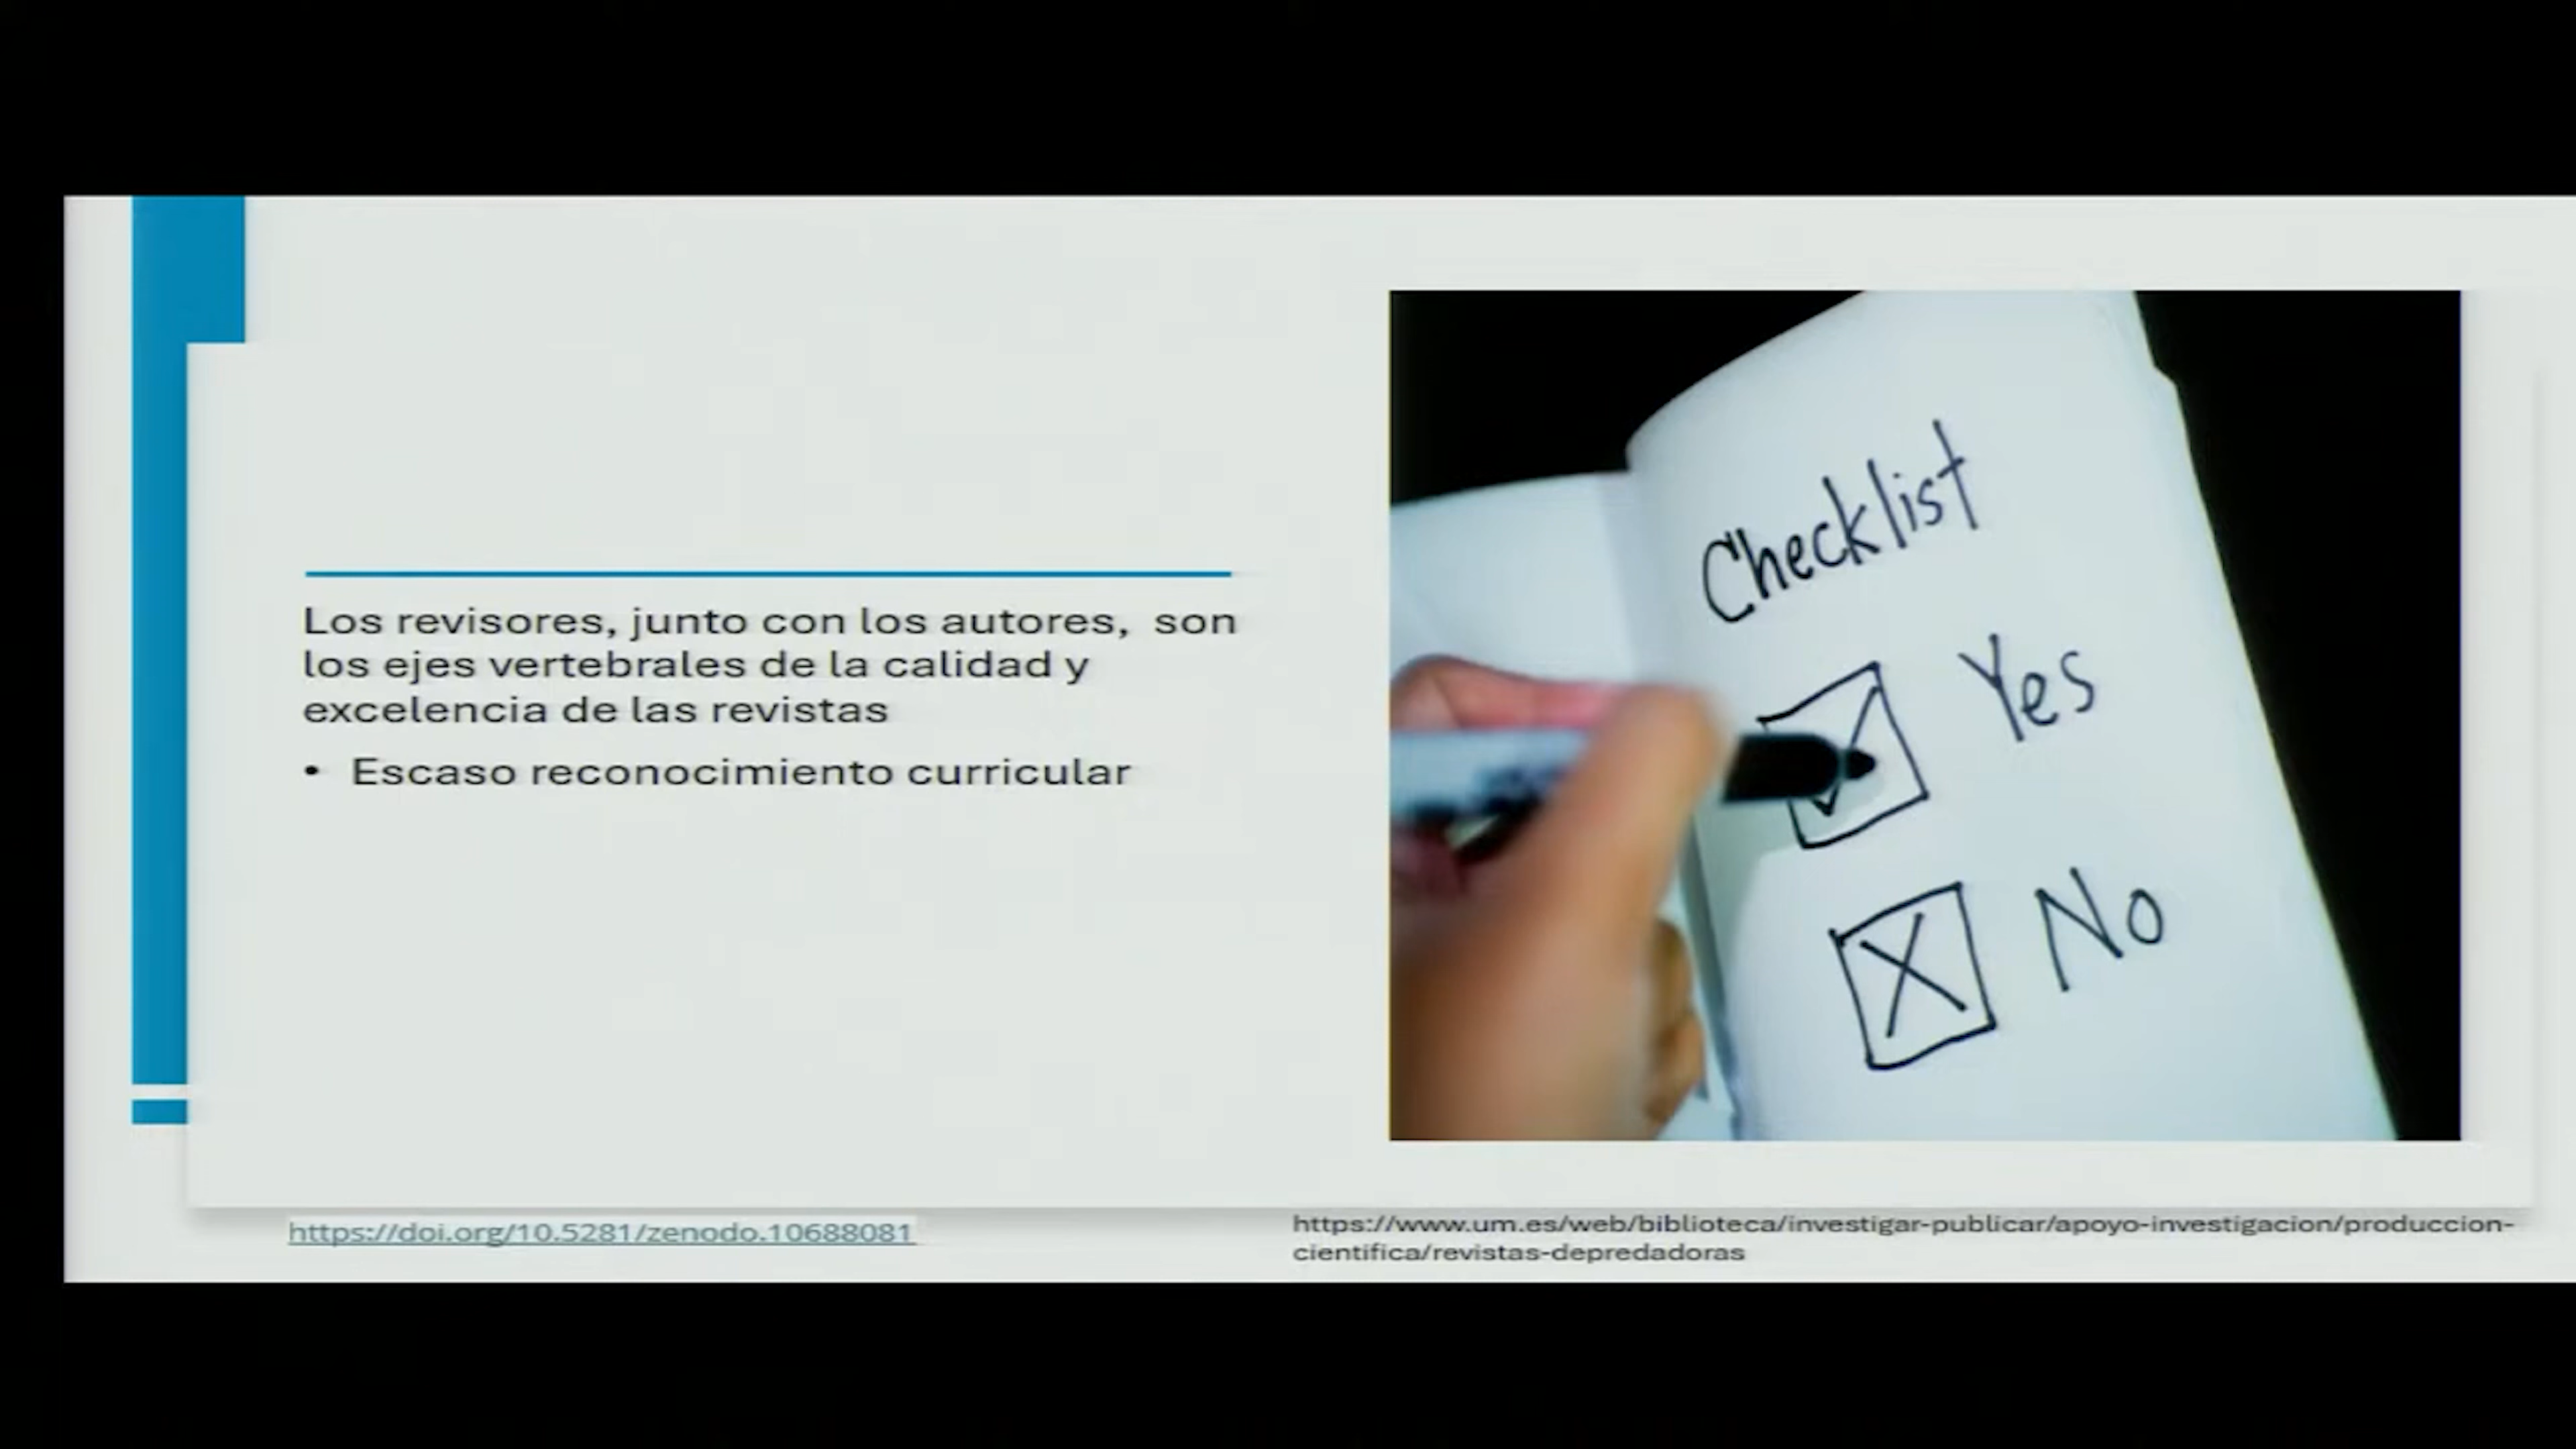 Los revisores, junto con los autores, son
los ejes vertebrales de la calidad y
excelencia de las revistas
• Escaso reconocimiento curricular
Checklist
Yes
No
https://doi.org/10.5281/zenodo.10688081
https://www.um.es/web/biblioteca/investigar-publicar/apoyo-investigacion/produccion-
cientifica/revistas-depredadoras